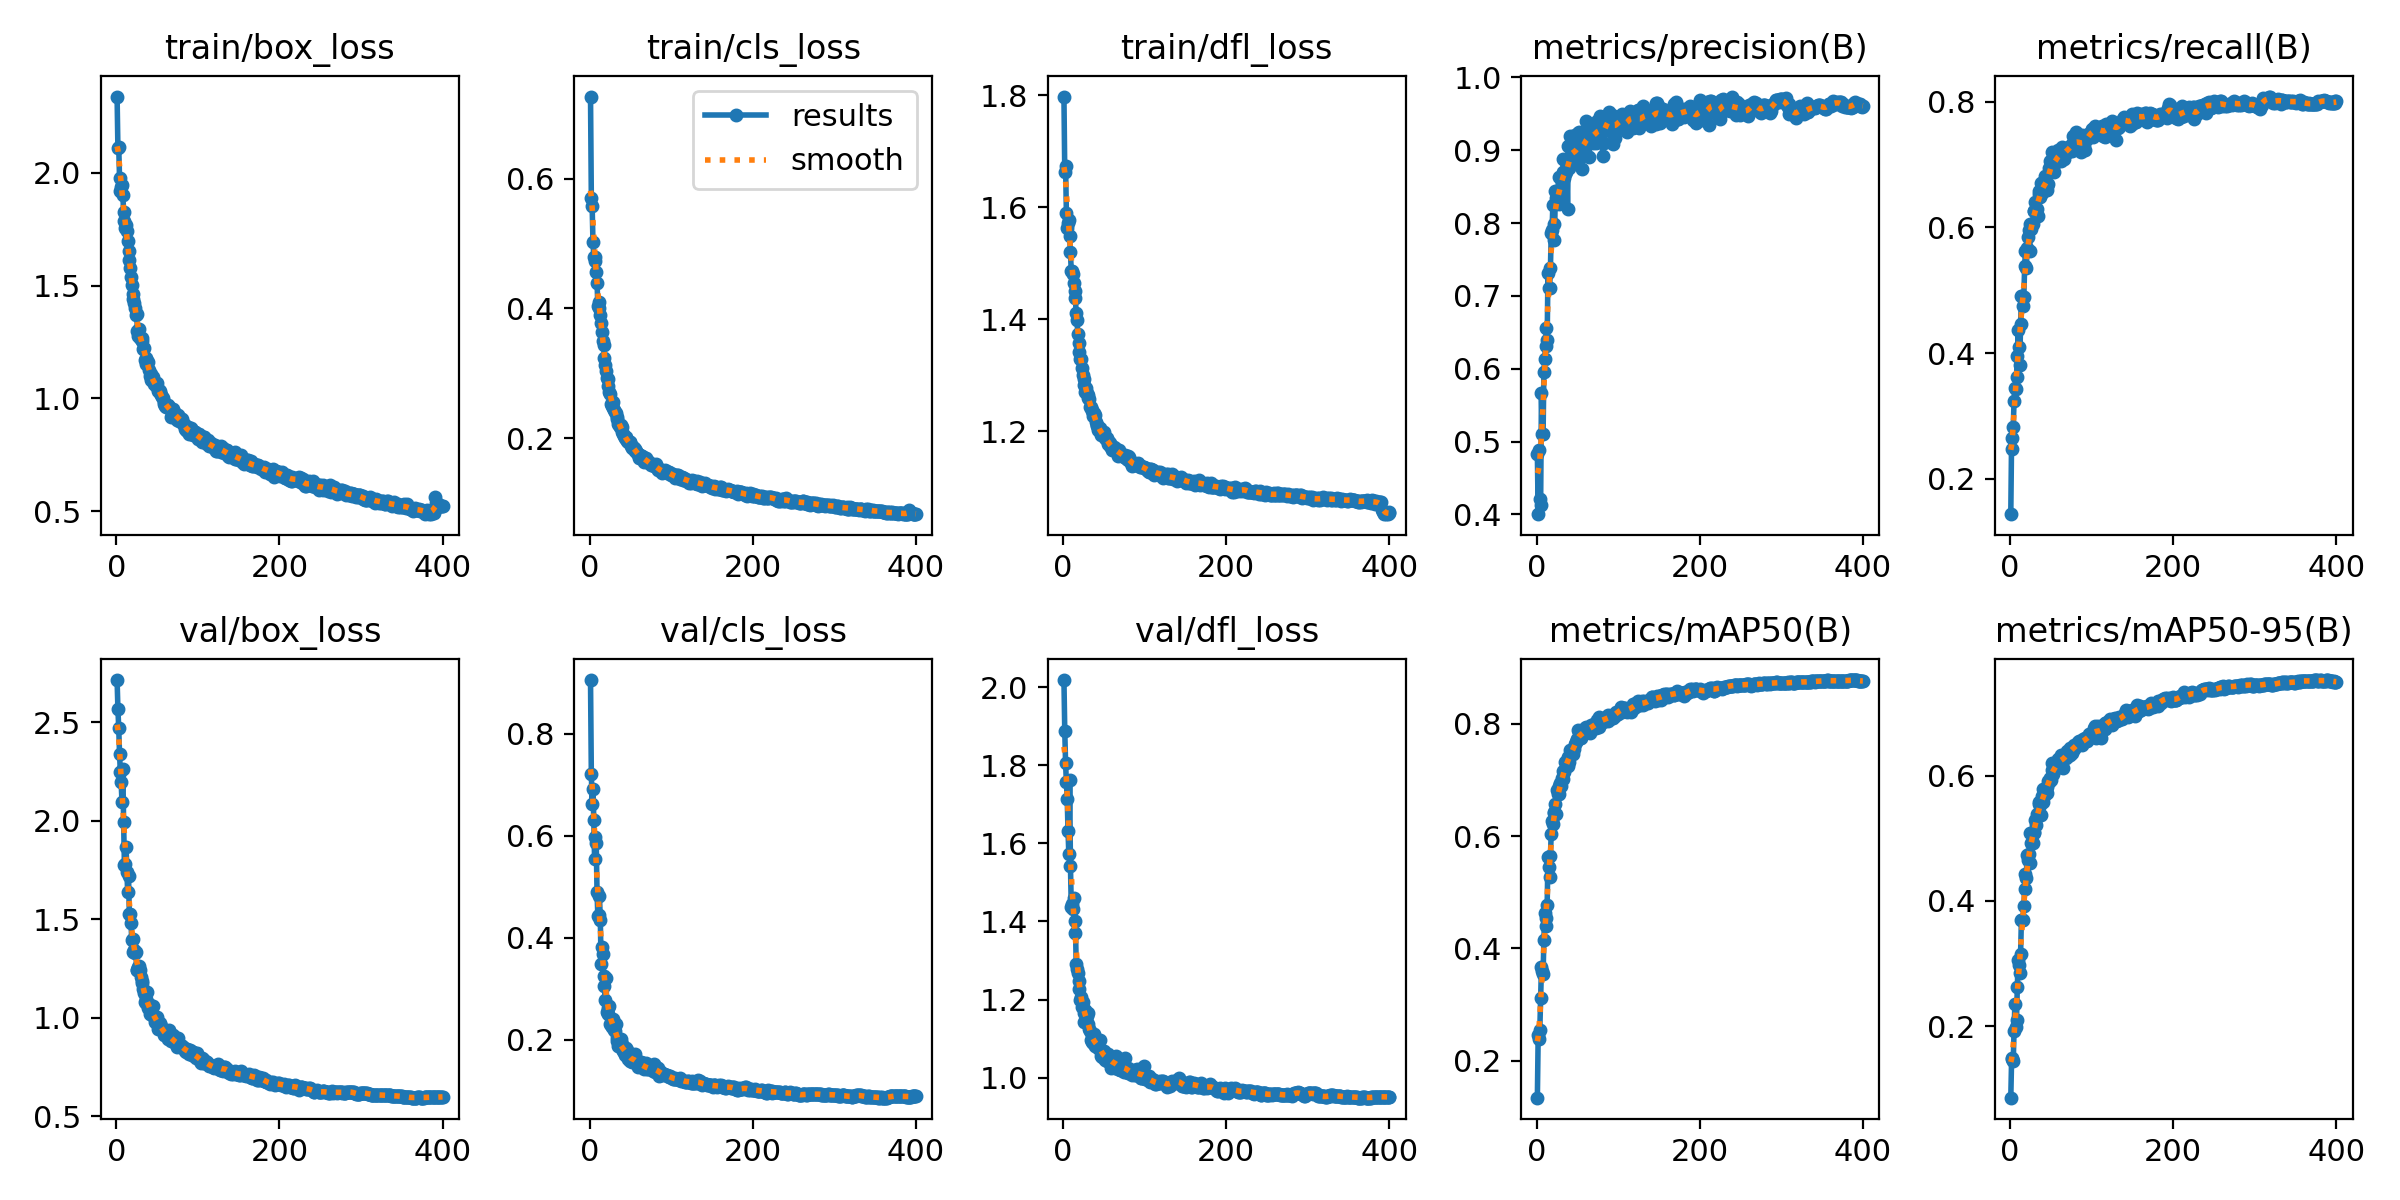 train/box_loss
2.0
1.5
1.0
0.5
0 200 400
train/cls_loss
results
smooth
0.6
0.4
0.2
0 200 400
train/dfl_loss
1.8
1.6
1.4
1.2
0 200 400
metrics/precision(B)
1.0
0.9
0.8
0.7
0.6
0.5
0.4
0 200 400
metrics/recall(B)
0.8
0.6
0.4
0.2
0 200 400
val/box_loss
2.5
2.0
1.5
1.0
0.5
0 200 400
val/cls_loss
0.8
0.6
0.4
0.2
0 200 400
val/dfl_loss
2.0
1.8
1.6
1.4
1.2
1.0
0 200 400
metrics/mAP50(B)
0.8
0.6
0.4
0.2
0 200 400
metrics/mAP50-95(B)
0.6
0.4
0.2
0 200 400